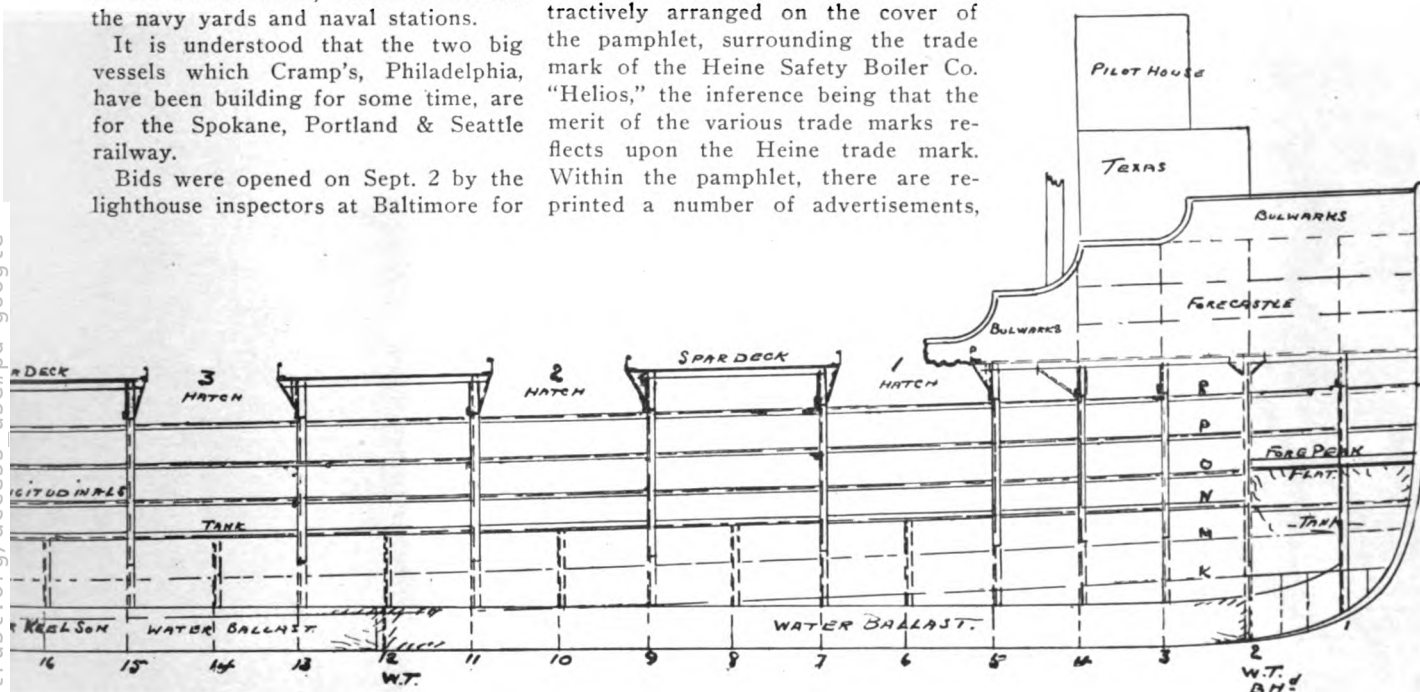 the navy yards and naval stations.
It is understood that the two big
vessels which Cramp's, Philadelphia,
have been building for some time, are
for the Spokane, Portland & Seattle
railway.
Bids were opened on Sept. 2 by the
lighthouse inspectors at Baltimore for
tractively arranged on the cover of
the pamphlet, surrounding the trade
mark of the Heine Safety Boiler Co.
"Helios," the inference being that the
merit of the various trade marks re-
flects upon the Heine trade mark.
Within the pamphlet, there are re-
printed a number of advertisements,
PILOT HOUSE
TEXAS
BULWARKS
FORECASTLE
BULWARKS
DECK
3
HATCH
2
HATCH
SPAR DECK
1
HATCH
R
P
O
N
M
K
FORE PEAK
FLAT.
TANK
TANK
KEELSON
WATER BALLAST.
WATER BALLAST.
16 15 14 13 12 11 10 9 8 7 6 5 4 3 2 1
W.T.
W.T.
BHd